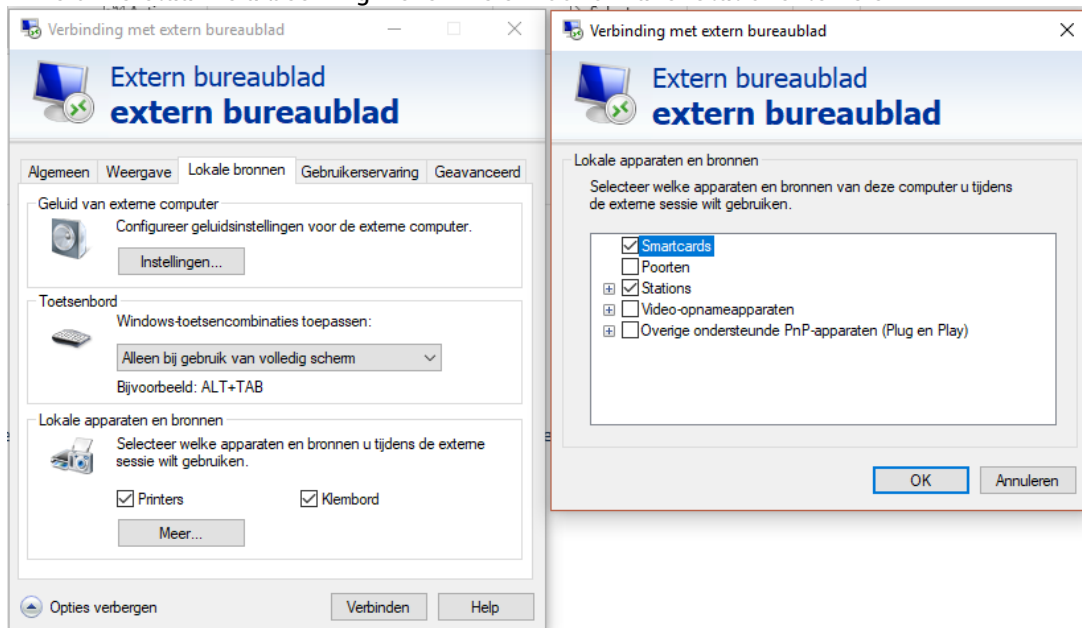 Verbinding met extern bureaublad
Extern bureaublad
extern bureaublad
Algemeen Weergave Lokale bronnen Gebruikerservaring Geavanceerd
Geluid van externe computer
Configureer geluidsinstellingen voor de externe computer.
Instellingen...
Toetsenbord
Windows-toetsencombinaties toepassen:
Alleen bij gebruik van volledig scherm
Bijvoorbeeld: ALT+TAB
Lokale apparaten en bronnen
Selecteer welke apparaten en bronnen u tijdens de externe
sessie wilt gebruiken.
Printers Klembord
Meer...
Opties verbergen Verbinden Help
Verbinding met extern bureaublad
Extern bureaublad
extern bureaublad
Lokale apparaten en bronnen
Selecteer welke apparaten en bronnen van deze computer u tijdens
de externe sessie wilt gebruiken.
Smartcards
Poorten
Stations
Video-opnameapparaten
Overige ondersteunde PnP-apparaten (Plug en Play)
OK Annuleren